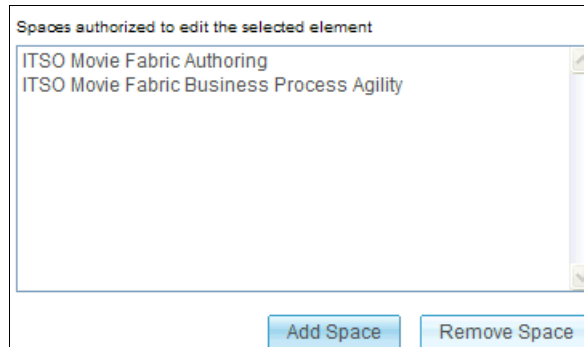 Spaces authorized to edit the selected element
ITSO Movie Fabric Authoring
ITSO Movie Fabric Business Process Agility
Add Space
Remove Space